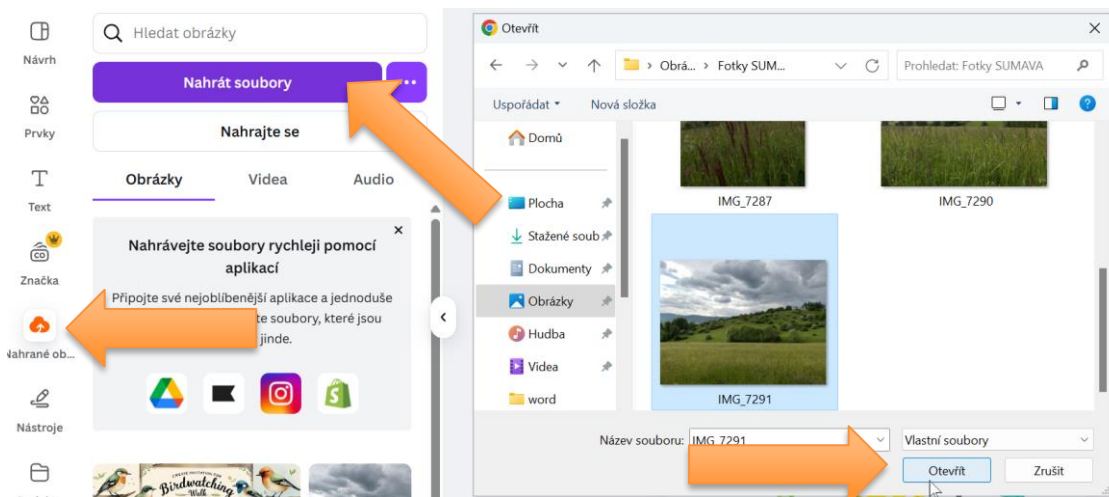 Návrh
Prvky
Text
Značka
Nahrané ob...
Nástroje
Hledat obrázky
Nahrát soubory
Nahrajte se
Obrázky
Videa
Audio
Nahrávejte soubory rychleji pomocí
aplikací
Připojte své nejoblíbenější aplikace a jednoduše
te soubory, které jsou
jinde.
Birdwatching
Walk
Otevřít
Obrá... Fotky SUM...
Prohledat: Fotky SUMAVA
Uspořádat
Nová složka
Domů
Plocha
Stažené soub
Dokumenty
Obrázky
Hudba
Videa
word
IMG_7287
IMG_7290
IMG_7291
Název souboru: IMG_7291
Vlastní soubory
Otevřít
Zrušit